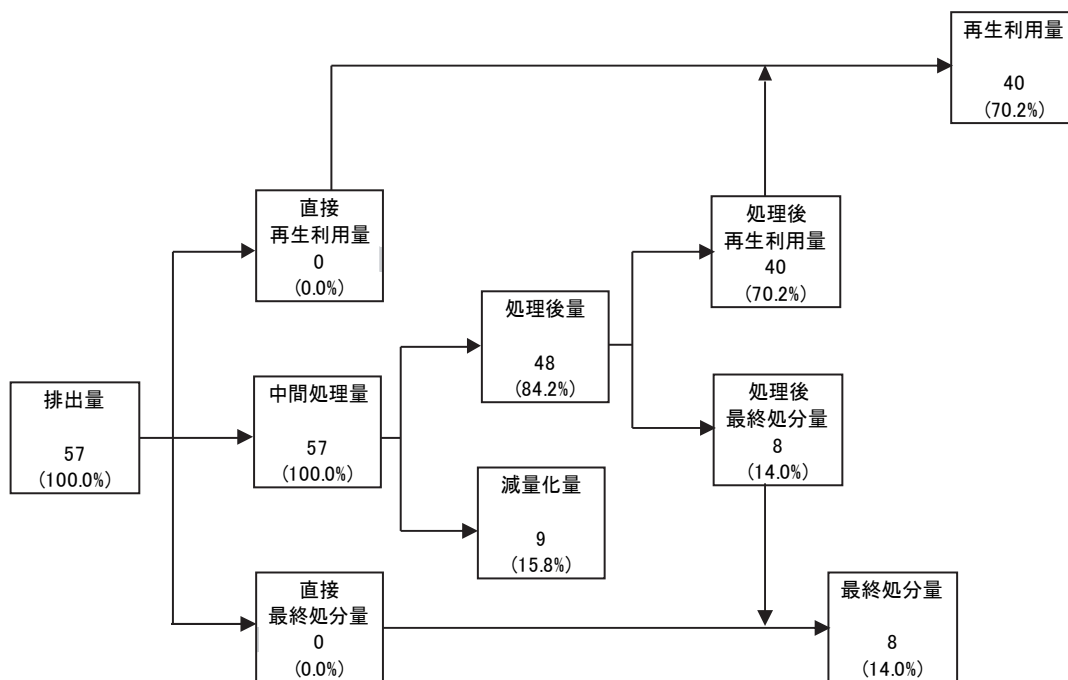 再生利用量
40
(70.2%)
直接
再生利用量
0
(0.0%)
処理後
再生利用量
40
(70.2%)
処理後量
48
(84.2%)
排出量
57
(100.0%)
中間処理量
57
(100.0%)
処理後
最終処分量
8
(14.0%)
減量化量
9
(15.8%)
直接
最終処分量
0
(0.0%)
最終処分量
8
(14.0%)